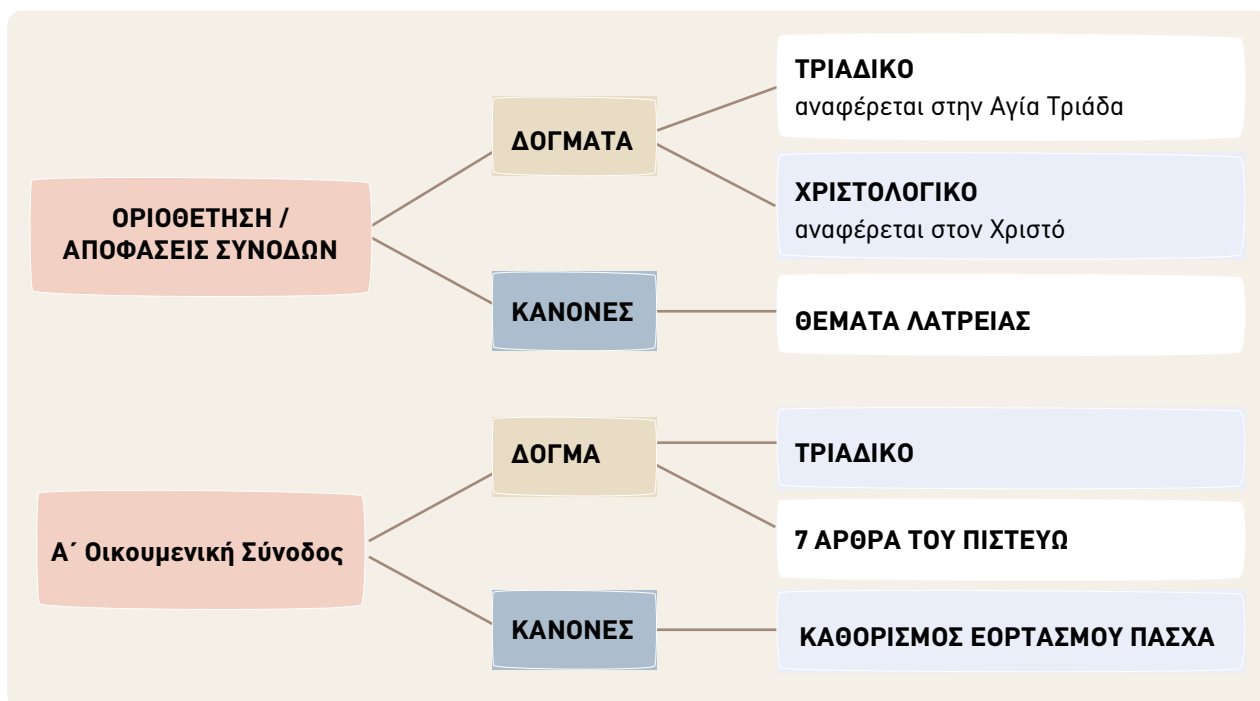 ΤΡΙΑΔΙΚΟ
αναφέρεται στην Αγία Τριάδα
ΔΟΓΜΑΤΑ
ΧΡΙΣΤΟΛΟΓΙΚΟ
αναφέρεται στον Χριστό
ΟΡΙΟΘΕΤΗΣΗ /
ΑΠΟΦΑΣΕΙΣ ΣΥΝΟΔΩΝ
ΚΑΝΟΝΕΣ
ΘΕΜΑΤΑ ΛΑΤΡΕΙΑΣ
ΔΟΓΜΑ
ΤΡΙΑΔΙΚΟ
7 ΑΡΘΡΑ ΤΟΥ ΠΙΣΤΕΥΩ
Α΄ Οικουμενική Σύνοδος
ΚΑΝΟΝΕΣ
ΚΑΘΟΡΙΣΜΟΣ ΕΟΡΤΑΣΜΟΥ ΠΑΣΧΑ